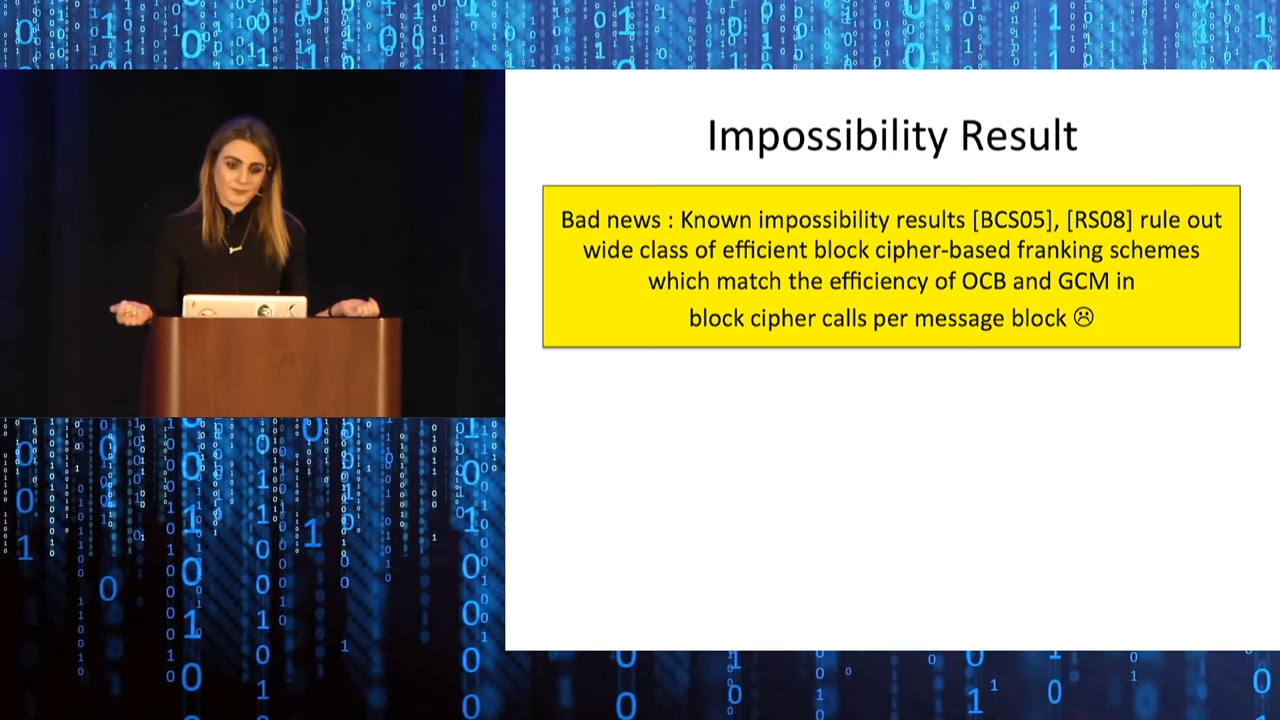 Impossibility Result
Bad news : Known impossibility results [BCS05], [RS08] rule out
wide class of efficient block cipher-based franking schemes
which match the efficiency of OCB and GCM in
block cipher calls per message block ☹